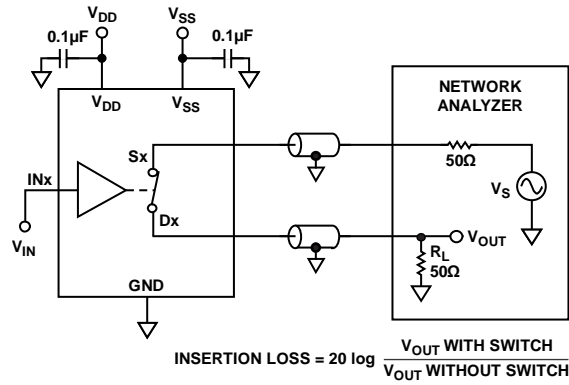 VDD
VSS
0.1µF
0.1µF
VDD
VSS
NETWORK
ANALYZER
Sx
50Ω
VS
INx
Dx
VOUT
VIN
RL
50Ω
GND
INSERTION LOSS = 20 log VOUT WITH SWITCH
VOUT WITHOUT SWITCH